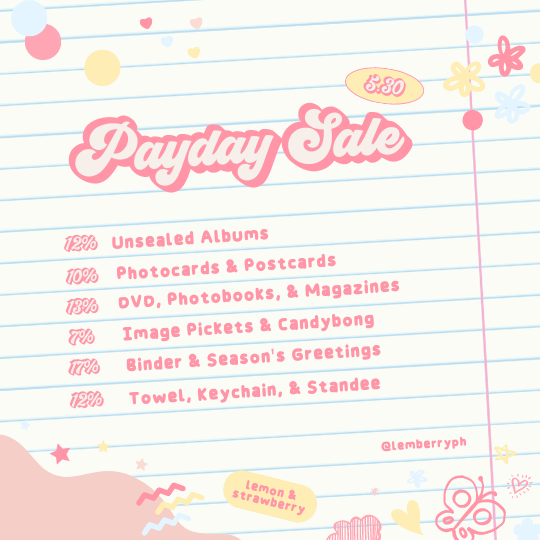 5.30
Payday Sale
12% Unsealed Albums
10% Photocards & Postcards
13% DVD, Photobooks, & Magazines
7% Image Pickets & Candybong
17% Binder & Season's Greetings
12% Towel, Keychain, & Standee
@lemberryph
lemon &
strawberry